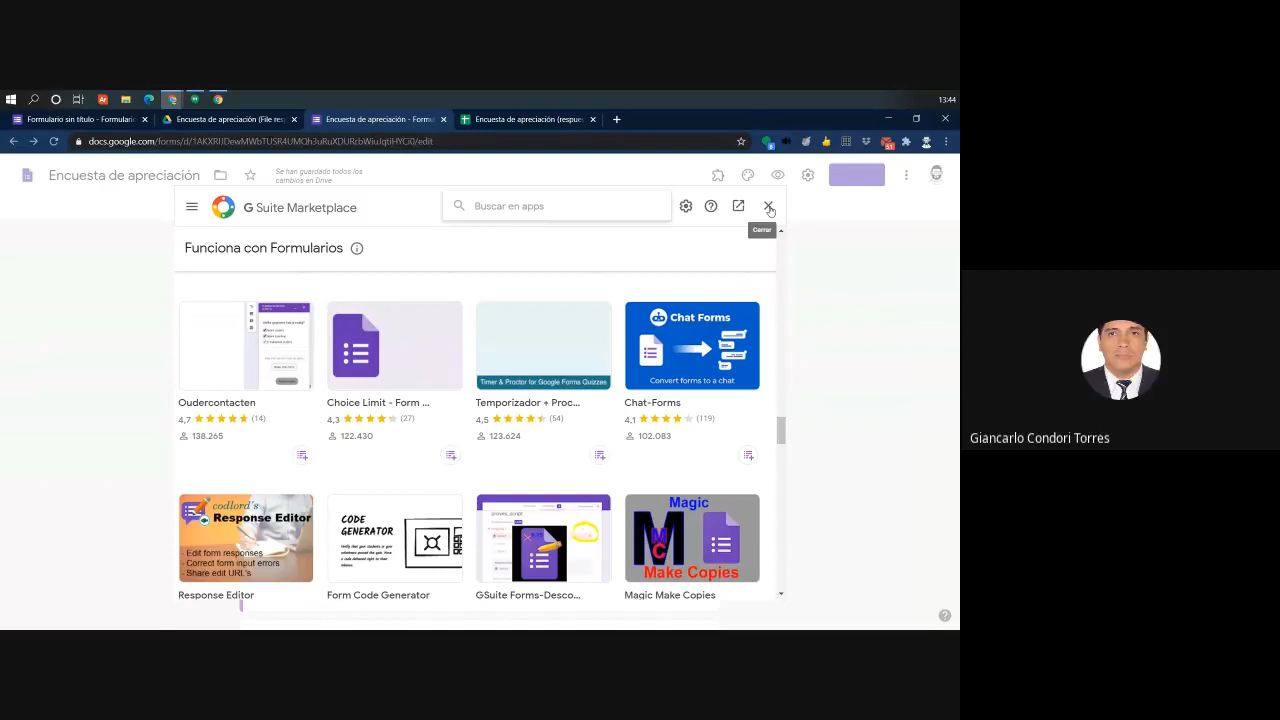 13:44
Formulario sin título - Formulari
Encuesta de apreciación (File res
Encuesta de apreciación - Formu
Encuesta de apreciación (respue
docs.google.com/forms/d/1AKXRIJDewMWbTUSR4UMQh3uRuXDURcbWiuJqtiHYCi0/edit
Encuesta de apreciación
Se han guardado todos los
cambios en Drive
G Suite Marketplace
Buscar en apps
Cerrar
Funciona con Formularios
Timer & Proctor for Google Forms Quizzes
Chat Forms
Convert forms to a chat
Oudercontacten
Choice Limit - Form ...
Temporizador + Proc...
Chat-Forms
4,7 (14)
4,3 (27)
4,5 (54)
4,1 (119)
138.265
122.430
123.624
102.083
codlord's
Response Editor
- Edit form responses
- Correct form input errors
- Share edit URL's
CODE
GENERATOR
Magic
MC
Make Copies
Response Editor
Form Code Generator
GSuite Forms-Desco...
Magic Make Copies
Giancarlo Condori Torres